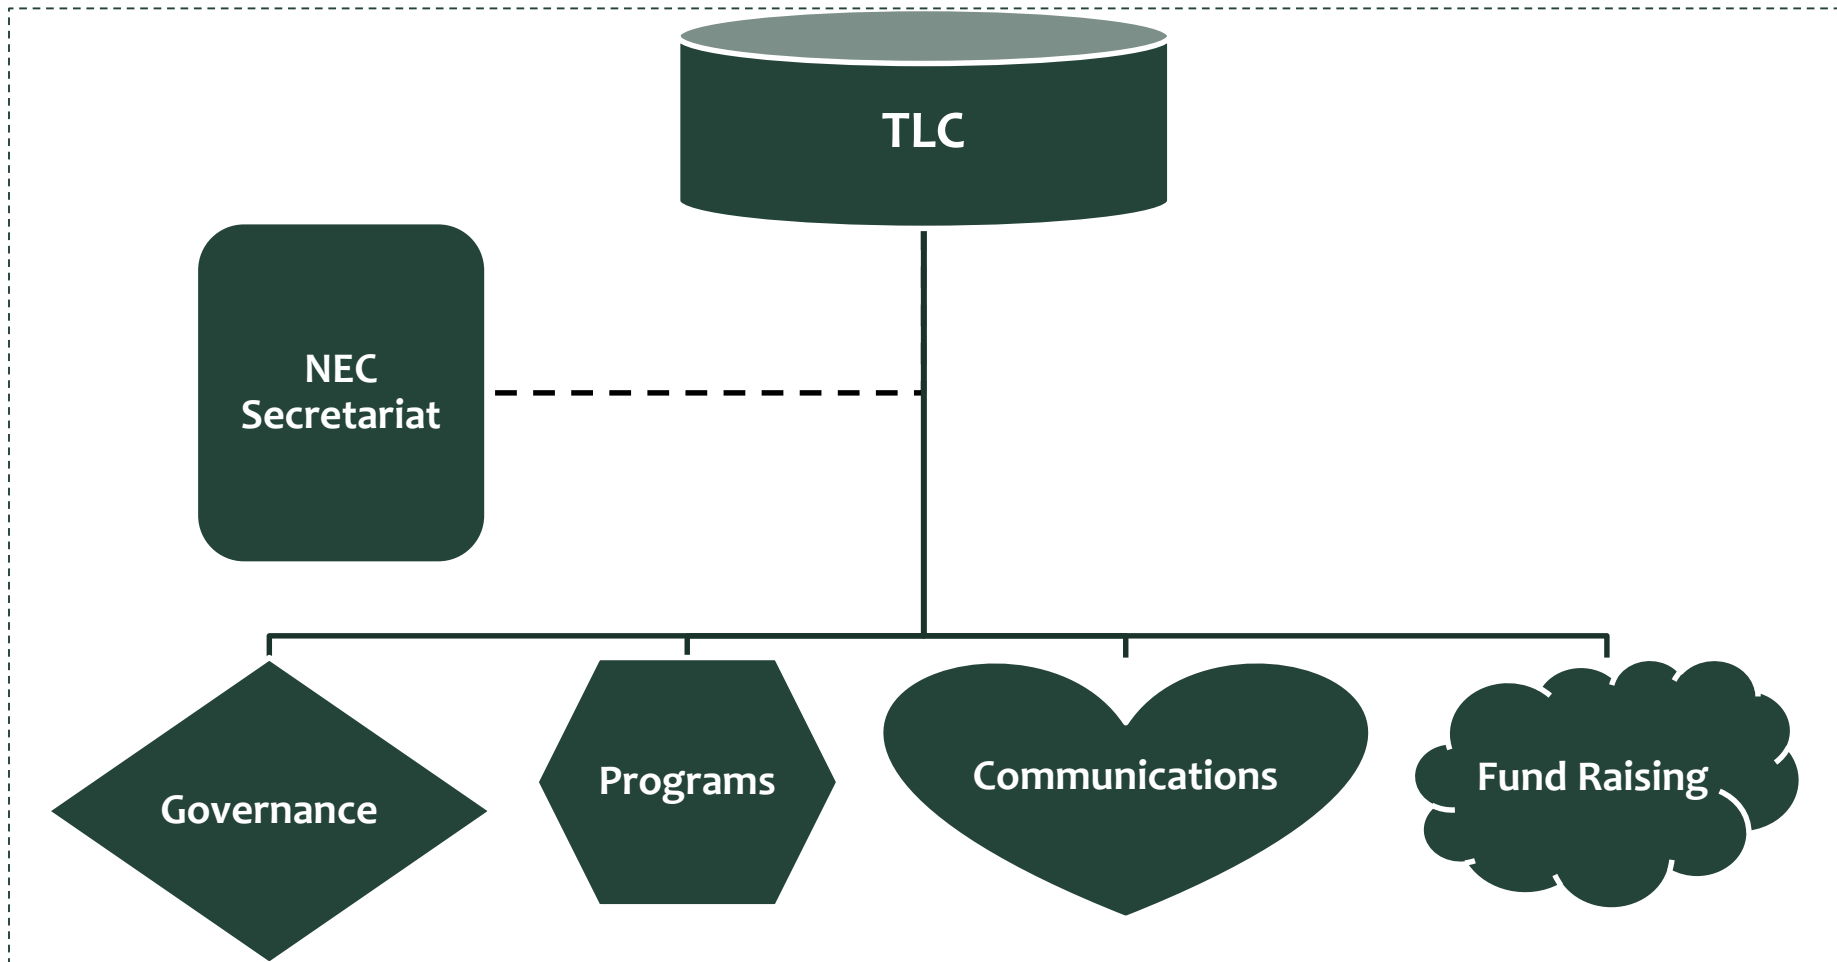 TLC
NEC
Secretariat
Governance
Programs
Communications
Fund Raising